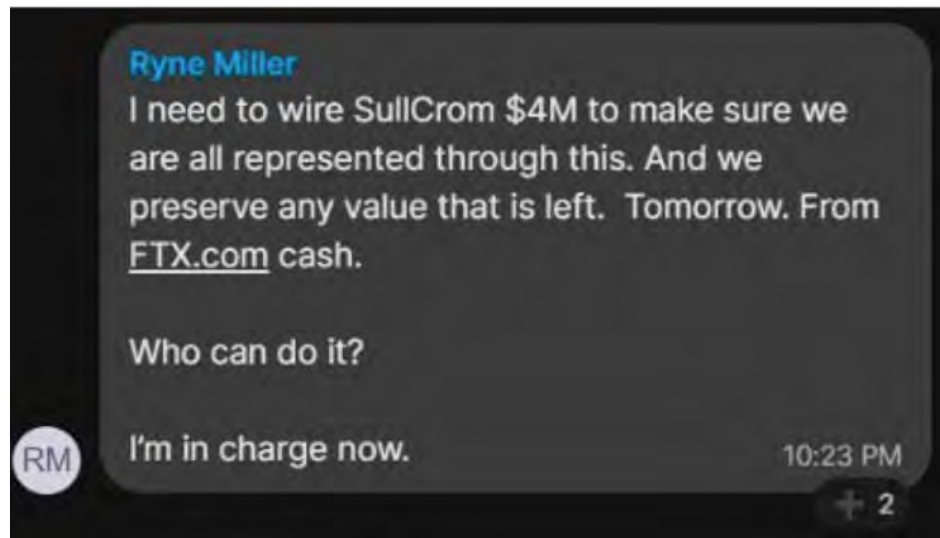 Ryne Miller
I need to wire SullCrom $4M to make sure we
are all represented through this. And we
preserve any value that is left. Tomorrow. From
FTX.com cash.
Who can do it?
I'm in charge now.
RM
10:23 PM
+ 2